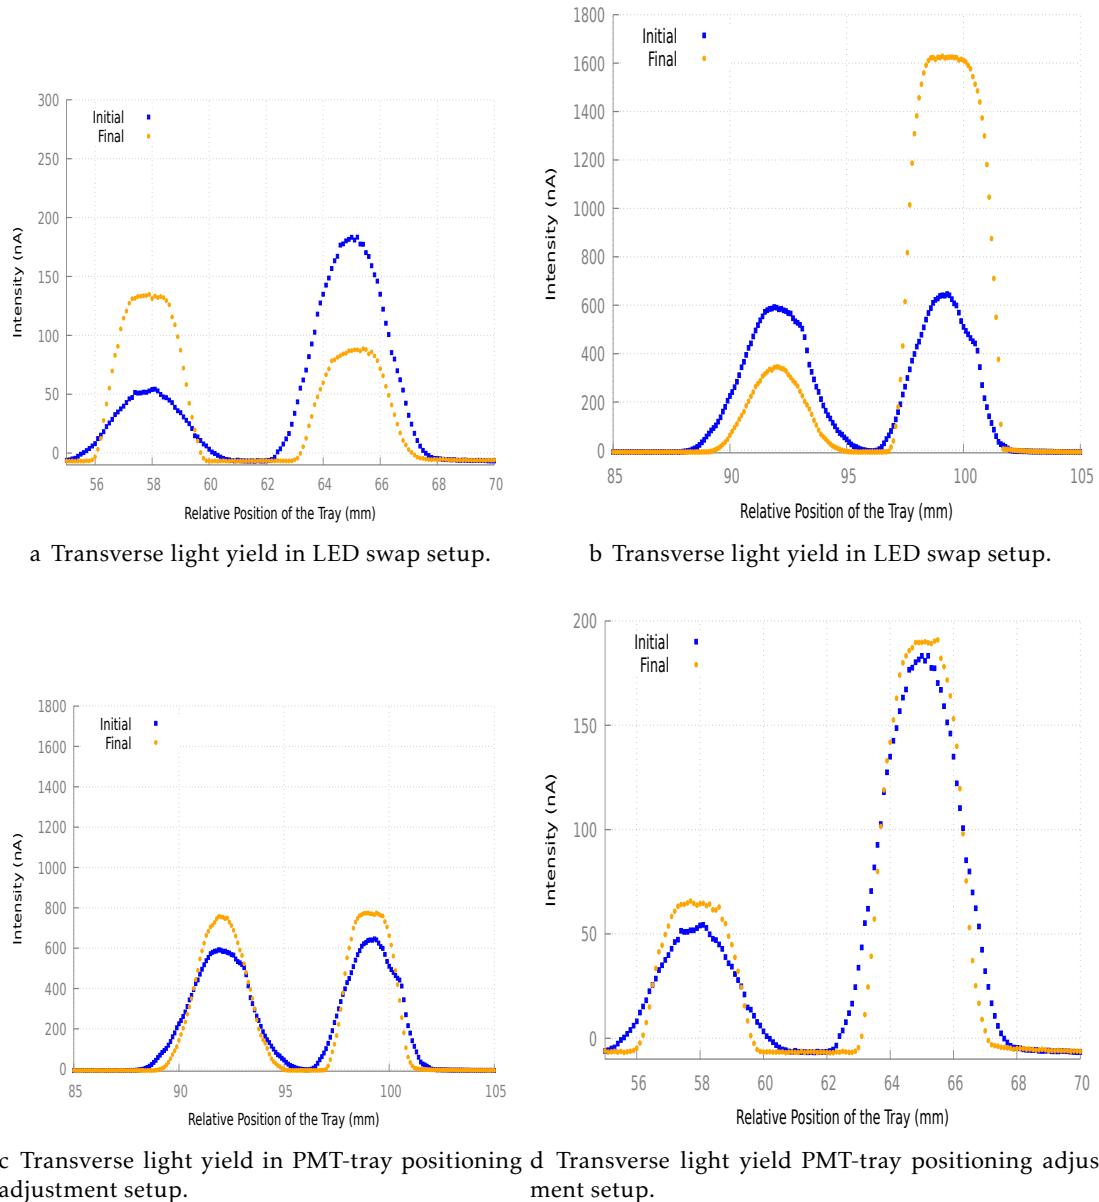 Initial
Final
300
250
200
150
100
50
0
Intensity (nA)
56 58 60 62 64 66 68 70
Relative Position of the Tray (mm)
a Transverse light yield in LED swap setup.
Initial
Final
1800
1600
1400
1200
1000
800
600
400
200
0
Intensity (nA)
85 90 95 100 105
Relative Position of the Tray (mm)
b Transverse light yield in LED swap setup.
Initial
Final
1800
1600
1400
1200
1000
800
600
400
200
0
Intensity (nA)
85 90 95 100 105
Relative Position of the Tray (mm)
c Transverse light yield in PMT-tray positioning
adjustment setup.
Initial
Final
200
150
100
50
0
Intensity (nA)
56 58 60 62 64 66 68 70
Relative Position of the Tray (mm)
d Transverse light yield PMT-tray positioning adjus
ment setup.